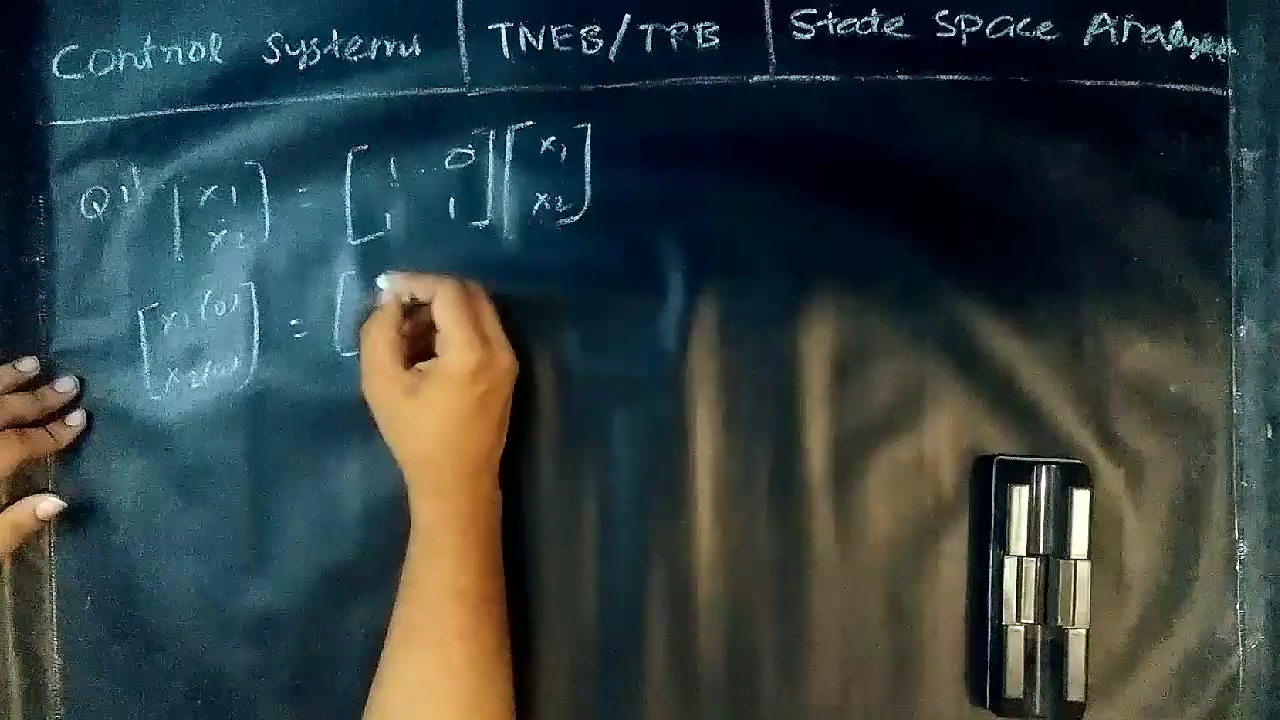 Control Systems | TNEB/TPB | State Space Analysis
Q1) [x1 x2] = [1 0 1 1] [x1 x2]
[x1(0) x2(0)] = [